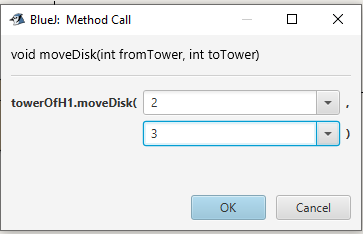 BlueJ: Method Call
void moveDisk(int fromTower, int toTower)
towerOfH1.moveDisk( 2 ,
3 )
OK Cancel